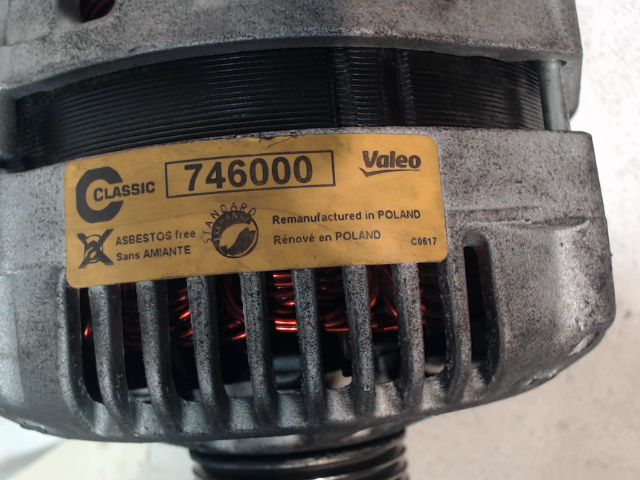 C CLASSIC
746000
Valeo
ASBESTOS free
Sans AMIANTE
STANDARD
Remanufactured in POLAND
Rénové en POLAND
C0617